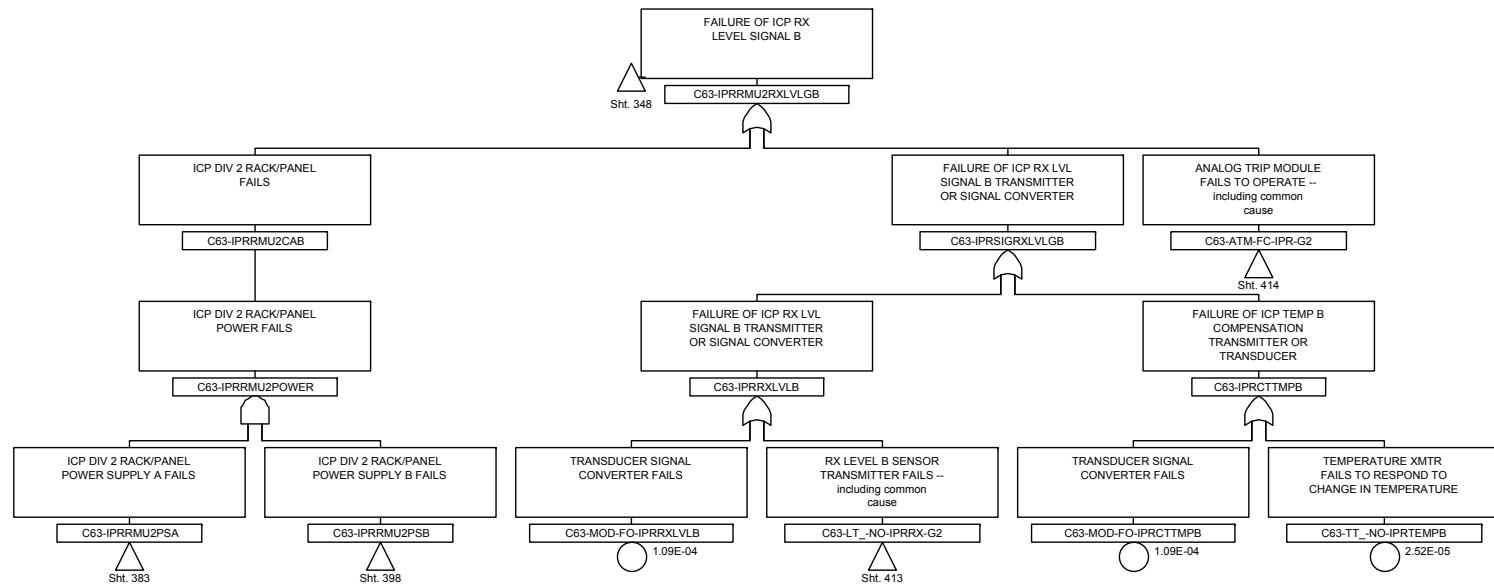 FAILURE OF ICP RX
LEVEL SIGNAL B
Sht. 348
C63-IPRRMU2RXLVLGB
ICP DIV 2 RACK/PANEL
FAILS
C63-IPRRMU2CAB
FAILURE OF ICP RX LVL
SIGNAL B TRANSMITTER
OR SIGNAL CONVERTER
C63-IPRSIGRXLVLGB
ANALOG TRIP MODULE
FAILS TO OPERATE --
including common
cause
C63-ATM-FC-IPR-G2
Sht. 414
ICP DIV 2 RACK/PANEL
POWER FAILS
C63-IPRRMU2POWER
FAILURE OF ICP RX LVL
SIGNAL B TRANSMITTER
OR SIGNAL CONVERTER
C63-IPRRXLVLB
FAILURE OF ICP TEMP B
COMPENSATION
TRANSMITTER OR
TRANSDUCER
C63-IPRCTTMPB
ICP DIV 2 RACK/PANEL
POWER SUPPLY A FAILS
C63-IPRRMU2PSA
Sht. 383
ICP DIV 2 RACK/PANEL
POWER SUPPLY B FAILS
C63-IPRRMU2PSB
Sht. 398
TRANSDUCER SIGNAL
CONVERTER FAILS
C63-MOD-FO-IPRRXLVLB
1.09E-04
RX LEVEL B SENSOR
TRANSMITTER FAILS --
including common
cause
C63-LT_-NO-IPRRX-G2
Sht. 413
TRANSDUCER SIGNAL
CONVERTER FAILS
C63-MOD-FO-IPRCTTMPB
1.09E-04
TEMPERATURE XMTR
FAILS TO RESPOND TO
CHANGE IN TEMPERATURE
C63-TT_-NO-IPRTEMPB
2.52E-05